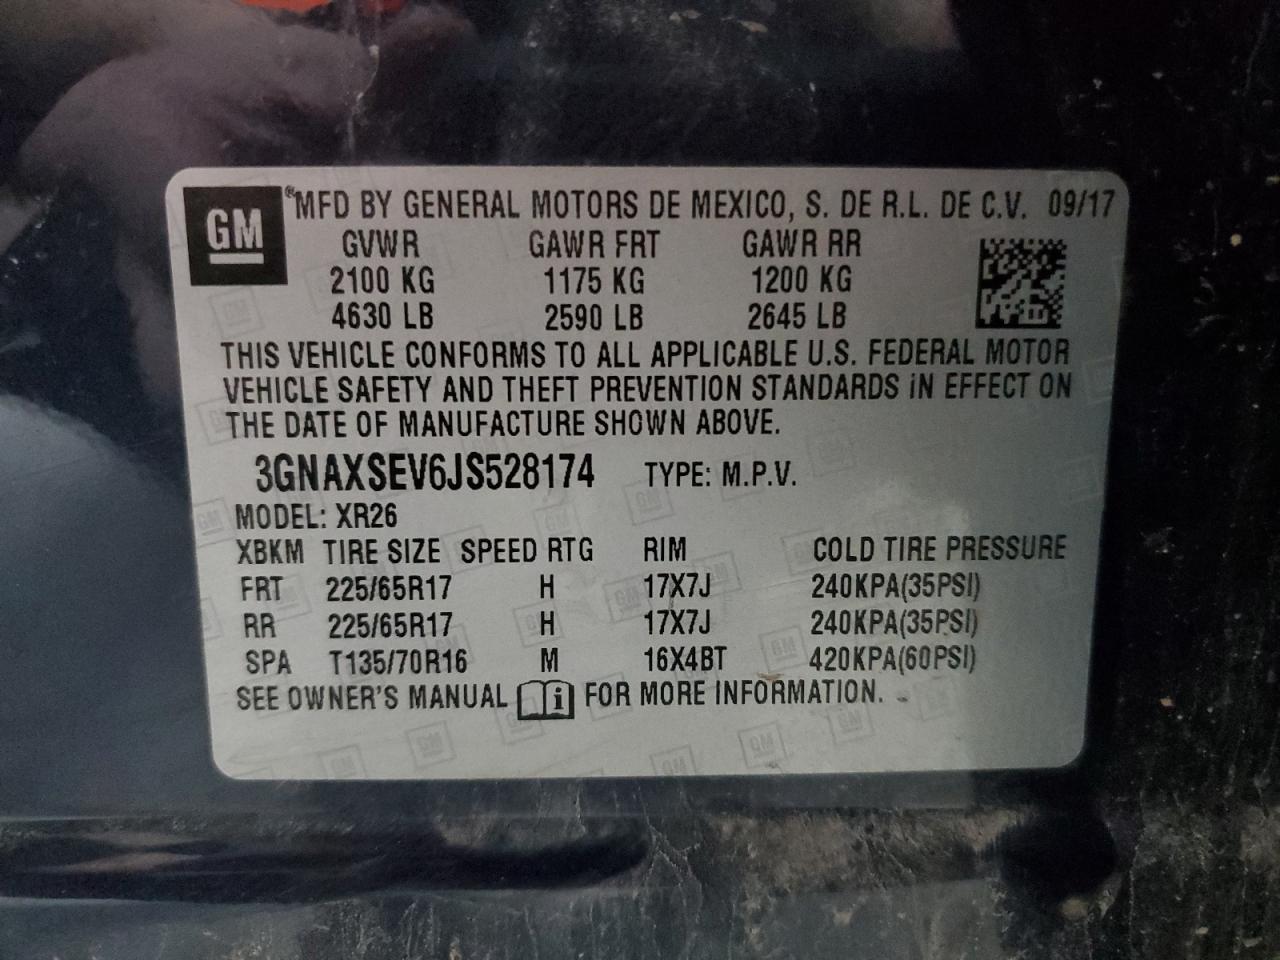 GM ® MFD BY GENERAL MOTORS DE MEXICO, S. DE R.L. DE C.V. 09/17
GVWR GAWR FRT GAWR RR
2100 KG 1175 KG 1200 KG
4630 LB 2590 LB 2645 LB
THIS VEHICLE CONFORMS TO ALL APPLICABLE U.S. FEDERAL MOTOR
VEHICLE SAFETY AND THEFT PREVENTION STANDARDS IN EFFECT ON
THE DATE OF MANUFACTURE SHOWN ABOVE.
3GNAXSEV6JS528174 TYPE: M.P.V.
MODEL: XR26
XBKM TIRE SIZE SPEED RTG RIM COLD TIRE PRESSURE
FRT 225/65R17 H 17X7J 240KPA(35PSI)
RR 225/65R17 H 17X7J 240KPA(35PSI)
SPA T135/70R16 M 16X4BT 420KPA(60PSI)
SEE OWNER'S MANUAL i FOR MORE INFORMATION.